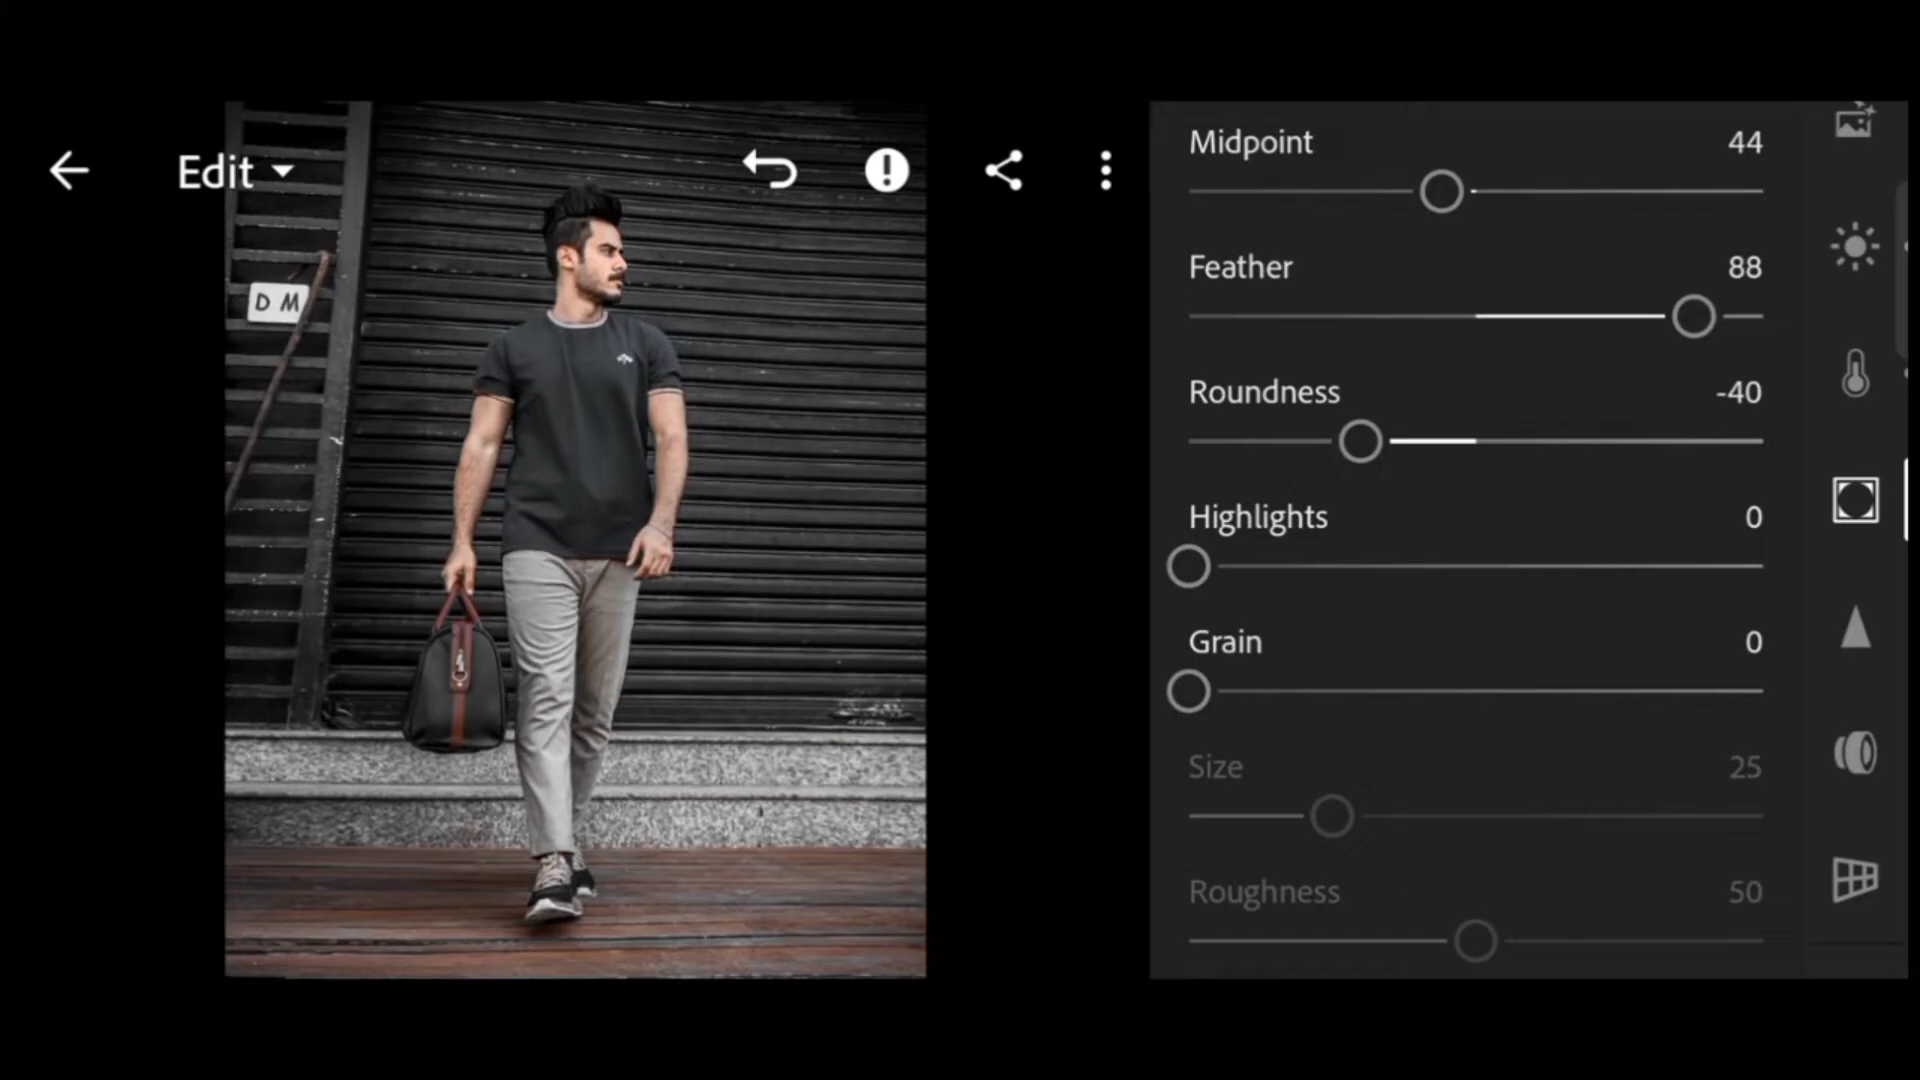 Edit
D M
Midpoint 44
Feather 88
Roundness -40
Highlights 0
Grain 0
Size 25
Roughness 50